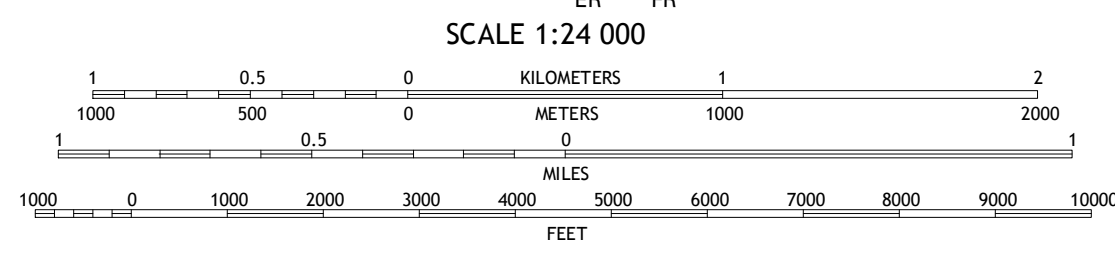 SCALE 1:24 000
1 0.5 0 KILOMETERS 1 2
1000 500 0 METERS 1000 2000
1 0.5 0 1
MILES
1000 0 1000 2000 3000 4000 5000 6000 7000 8000 9000 10000
FEET